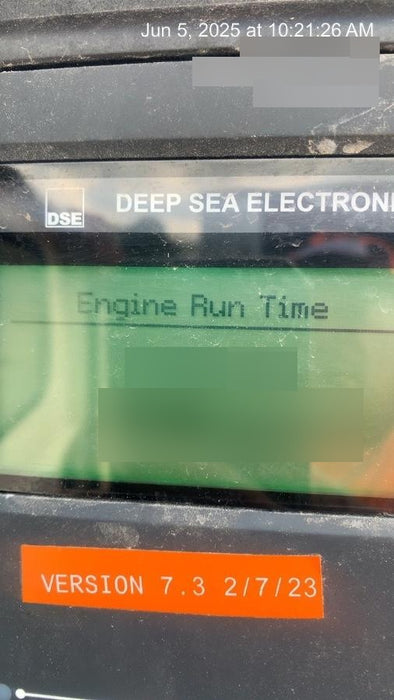 Jun 5, 2025 at 10:21:26 AM
DSE
DEEP SEA ELECTRONI
Engine Run Time
VERSION 7.3 2/7/23